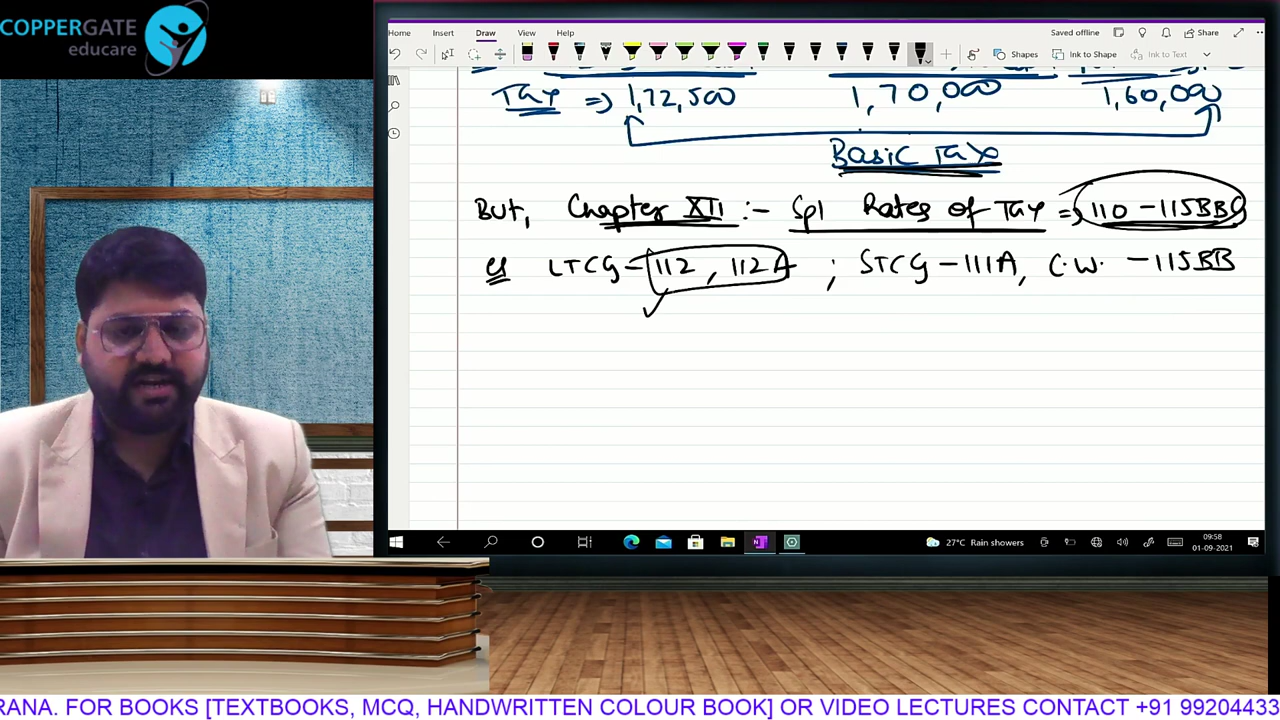 COPPERGATE
educare
Home Insert Draw View Help Saved offline Share
Shapes Ink to Shape Ink to Text
Tax => 1,72,500 1,70,000 1,60,000
Basic Tax
But, Chapter XII :- Spl Rates of Tax => 110 - 115BBG
eg LTCG - 112, 112A ; STCG - 111A, C.W. - 115BB
27°C Rain showers 09:58
01-09-2021
RANA. FOR BOOKS [TEXTBOOKS, MCQ, HANDWRITTEN COLOUR BOOK] OR VIDEO LECTURES CONTACT +91 99204433